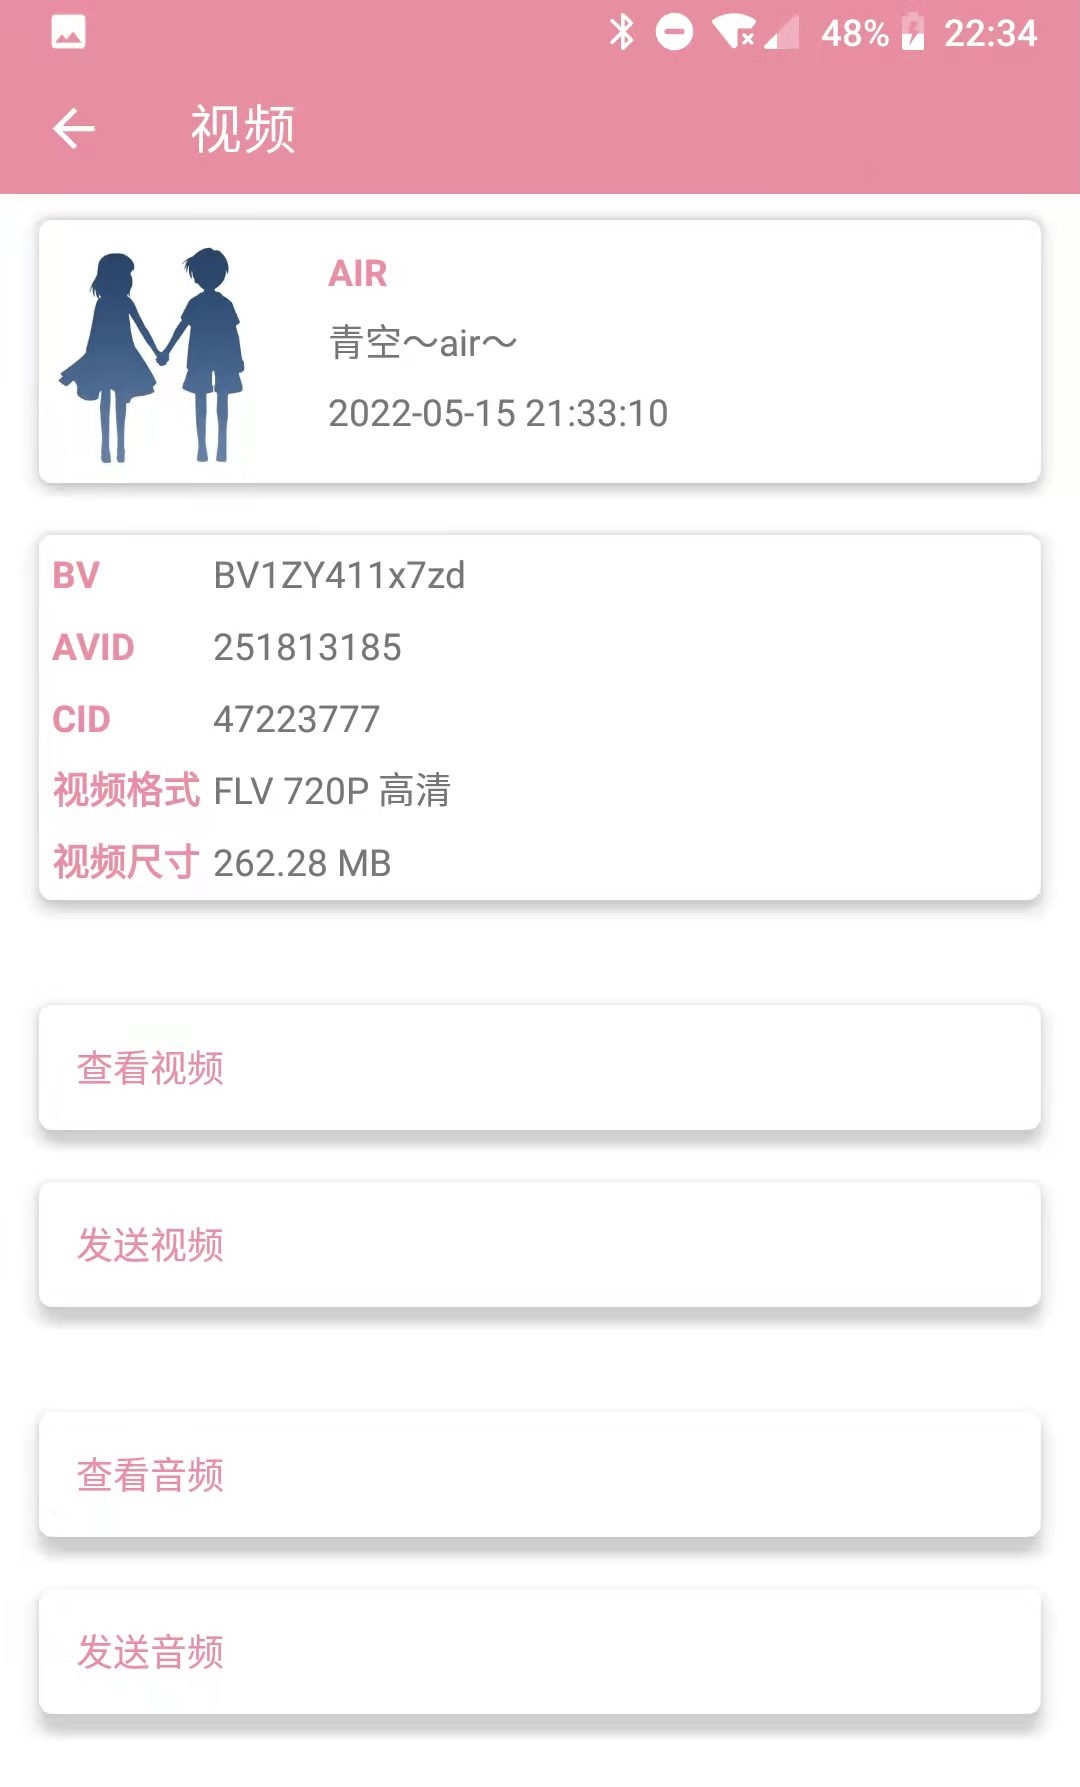 48% 22:34
视频
AIR
青空～air～
2022-05-15 21:33:10
BV BV1ZY411x7zd
AVID 251813185
CID 47223777
视频格式 FLV 720P 高清
视频尺寸 262.28 MB
查看视频
发送视频
查看音频
发送音频